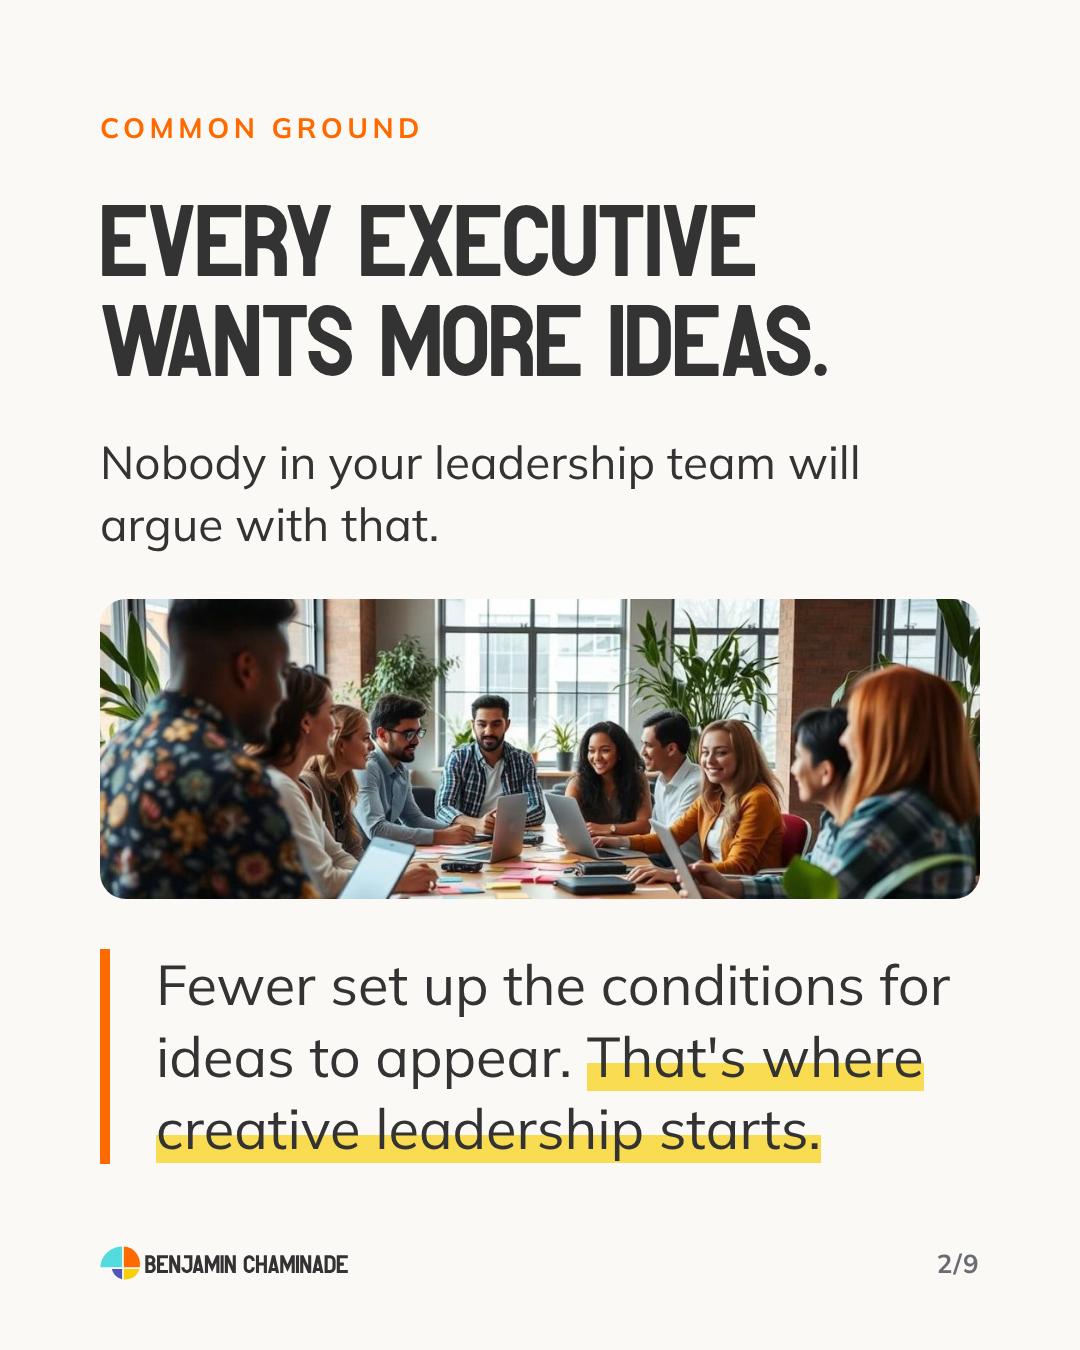 COMMON GROUND
EVERY EXECUTIVE
WANTS MORE IDEAS.
Nobody in your leadership team will
argue with that.
Fewer set up the conditions for
ideas to appear. That's where
creative leadership starts.
BENJAMIN CHAMINADE
2/9